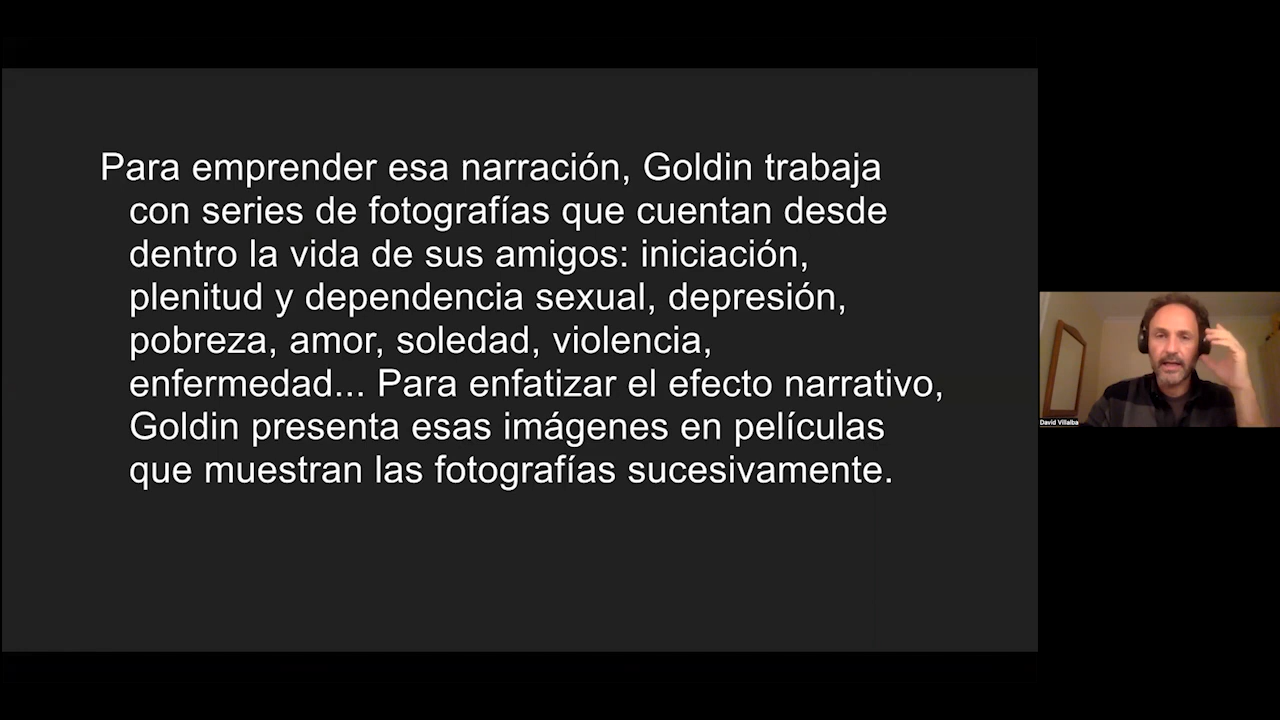 Para emprender esa narración, Goldin trabaja
con series de fotografías que cuentan desde
dentro la vida de sus amigos: iniciación,
plenitud y dependencia sexual, depresión,
pobreza, amor, soledad, violencia,
enfermedad... Para enfatizar el efecto narrativo,
Goldin presenta esas imágenes en películas
que muestran las fotografías sucesivamente.
David Villalba